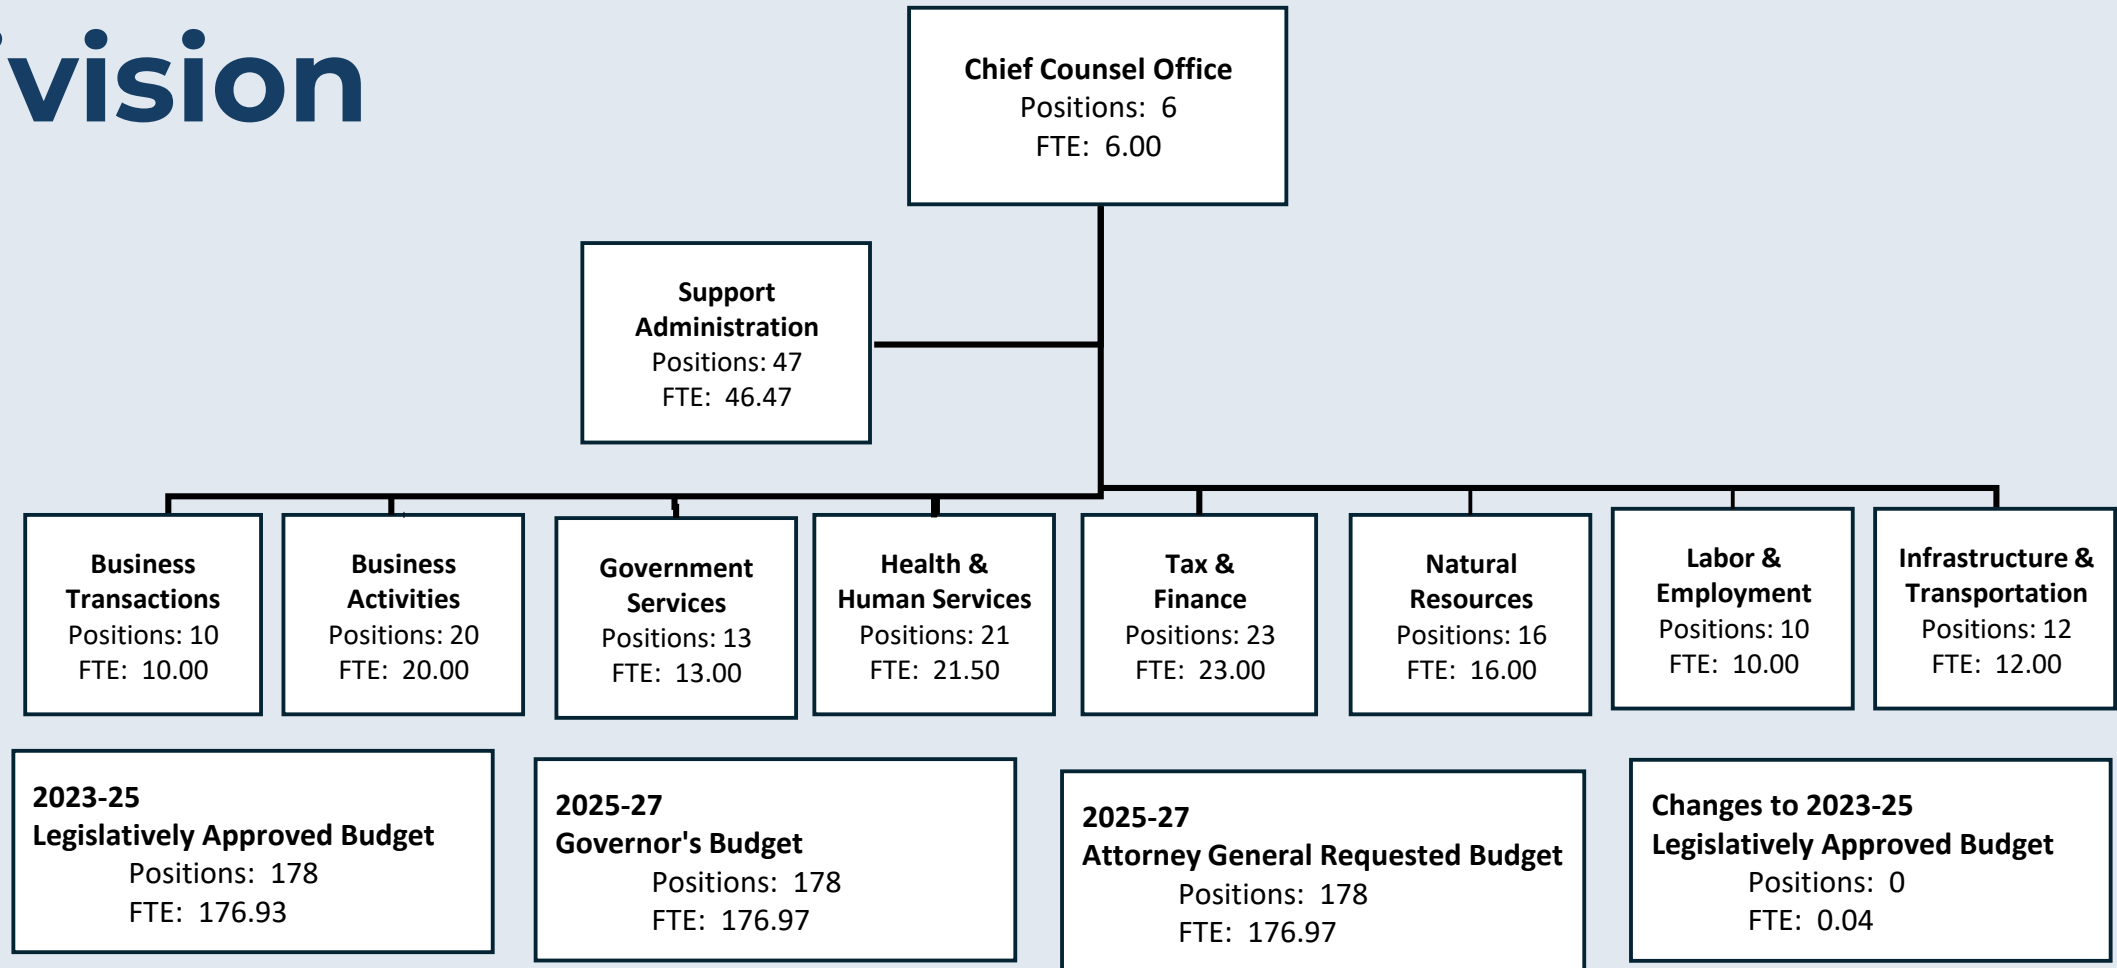 ivision
Chief Counsel Office
Positions: 6
FTE: 6.00
Support
Administration
Positions: 47
FTE: 46.47
Business
Transactions
Positions: 10
FTE: 10.00
Business
Activities
Positions: 20
FTE: 20.00
Government
Services
Positions: 13
FTE: 13.00
Health &
Human Services
Positions: 21
FTE: 21.50
Tax &
Finance
Positions: 23
FTE: 23.00
Natural
Resources
Positions: 16
FTE: 16.00
Labor &
Employment
Positions: 10
FTE: 10.00
Infrastructure &
Transportation
Positions: 12
FTE: 12.00
2023-25
Legislatively Approved Budget
Positions: 178
FTE: 176.93
2025-27
Governor's Budget
Positions: 178
FTE: 176.97
2025-27
Attorney General Requested Budget
Positions: 178
FTE: 176.97
Changes to 2023-25
Legislatively Approved Budget
Positions: 0
FTE: 0.04